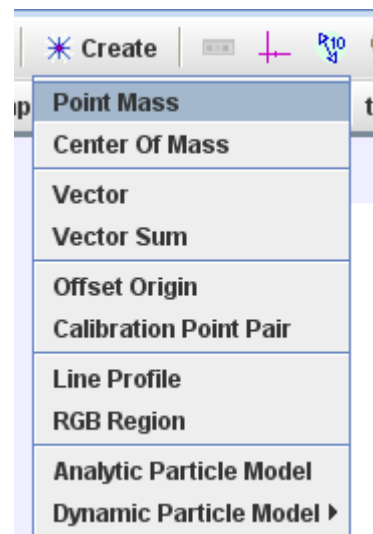 Create
Point Mass
Center Of Mass
Vector
Vector Sum
Offset Origin
Calibration Point Pair
Line Profile
RGB Region
Analytic Particle Model
Dynamic Particle Model